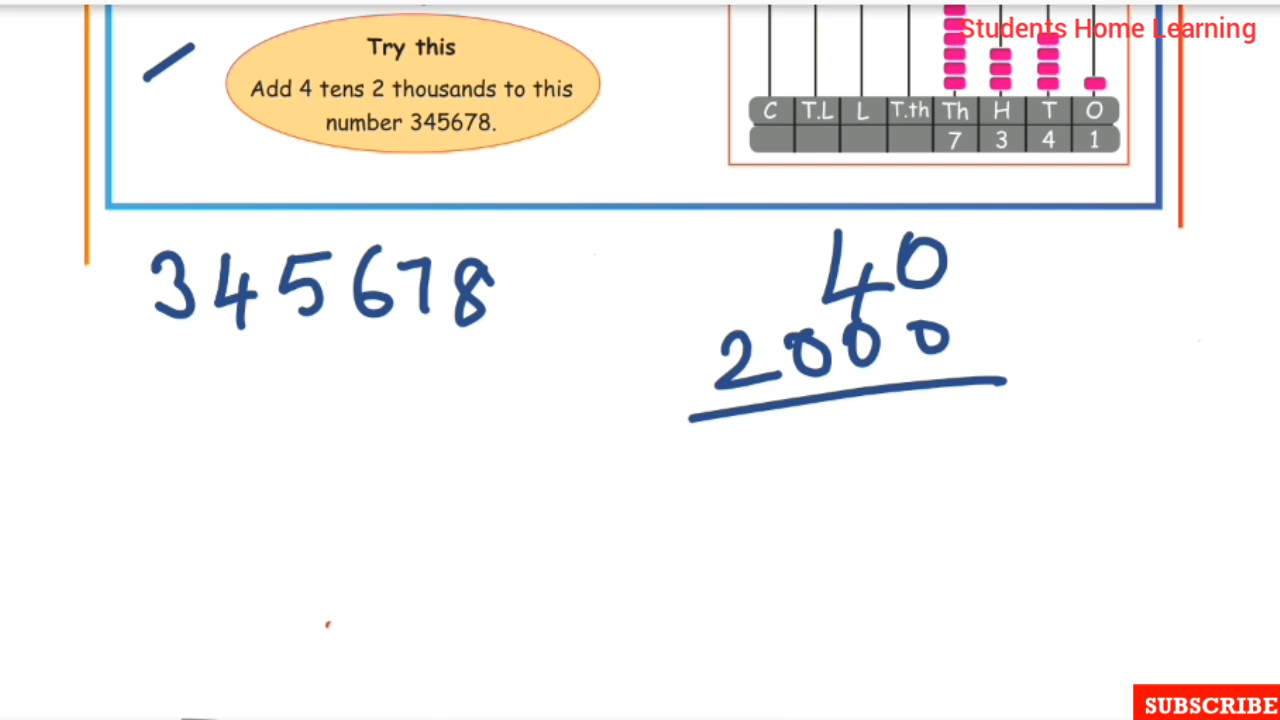 Students Home Learning
Try this
Add 4 tens 2 thousands to this
number 345678.
C T.L L T.th Th H T O
7 3 4 1
345678
40
2000
SUBSCRIBE